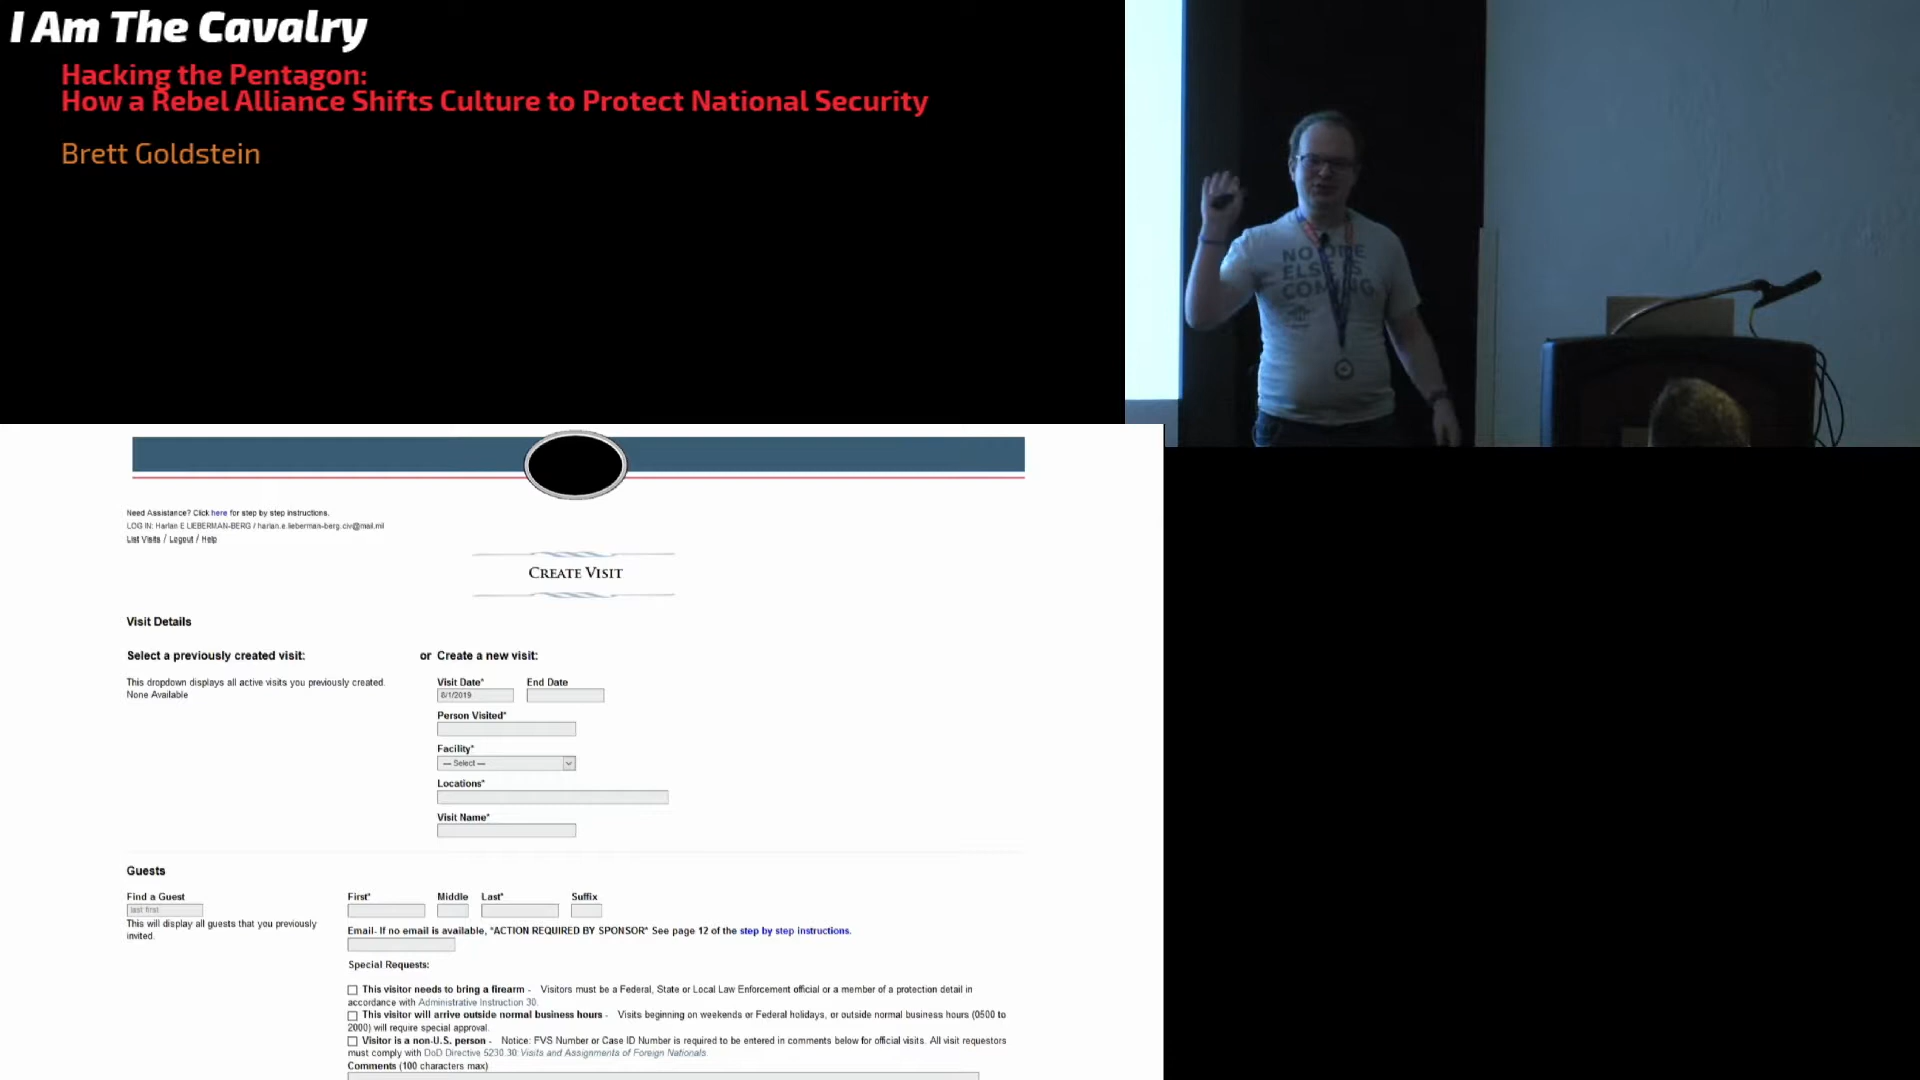 I Am The Cavalry
Hacking the Pentagon:
How a Rebel Alliance Shifts Culture to Protect National Security
Brett Goldstein
NO ONE
ELSE IS
COMING.
Need Assistance? Click here for step by step instructions.
LOG IN: Harlan E LIEBERMAN-BERG / harlan.e.lieberman-berg.civ@mail.mil
List Visits / Logout / Help
CREATE VISIT
Visit Details
Select a previously created visit:
or Create a new visit:
This dropdown displays all active visits you previously created.
None Available
Visit Date* End Date
8/1/2019
Person Visited*
Facility*
--- Select ---
Locations*
Visit Name*
Guests
Find a Guest
last first
This will display all guests that you previously
invited.
First* Middle Last* Suffix
Email- If no email is available, *ACTION REQUIRED BY SPONSOR* See page 12 of the step by step instructions.
Special Requests:
This visitor needs to bring a firearm - Visitors must be a Federal, State or Local Law Enforcement official or a member of a protection detail in
accordance with Administrative Instruction 30.
This visitor will arrive outside normal business hours - Visits beginning on weekends or Federal holidays, or outside normal business hours (0500 to
2000) will require special approval.
Visitor is a non-U.S. person - Notice: FVS Number or Case ID Number is required to be entered in comments below for official visits. All visit requestors
must comply with DoD Directive 5230.30: Visits and Assignments of Foreign Nationals.
Comments (100 characters max)